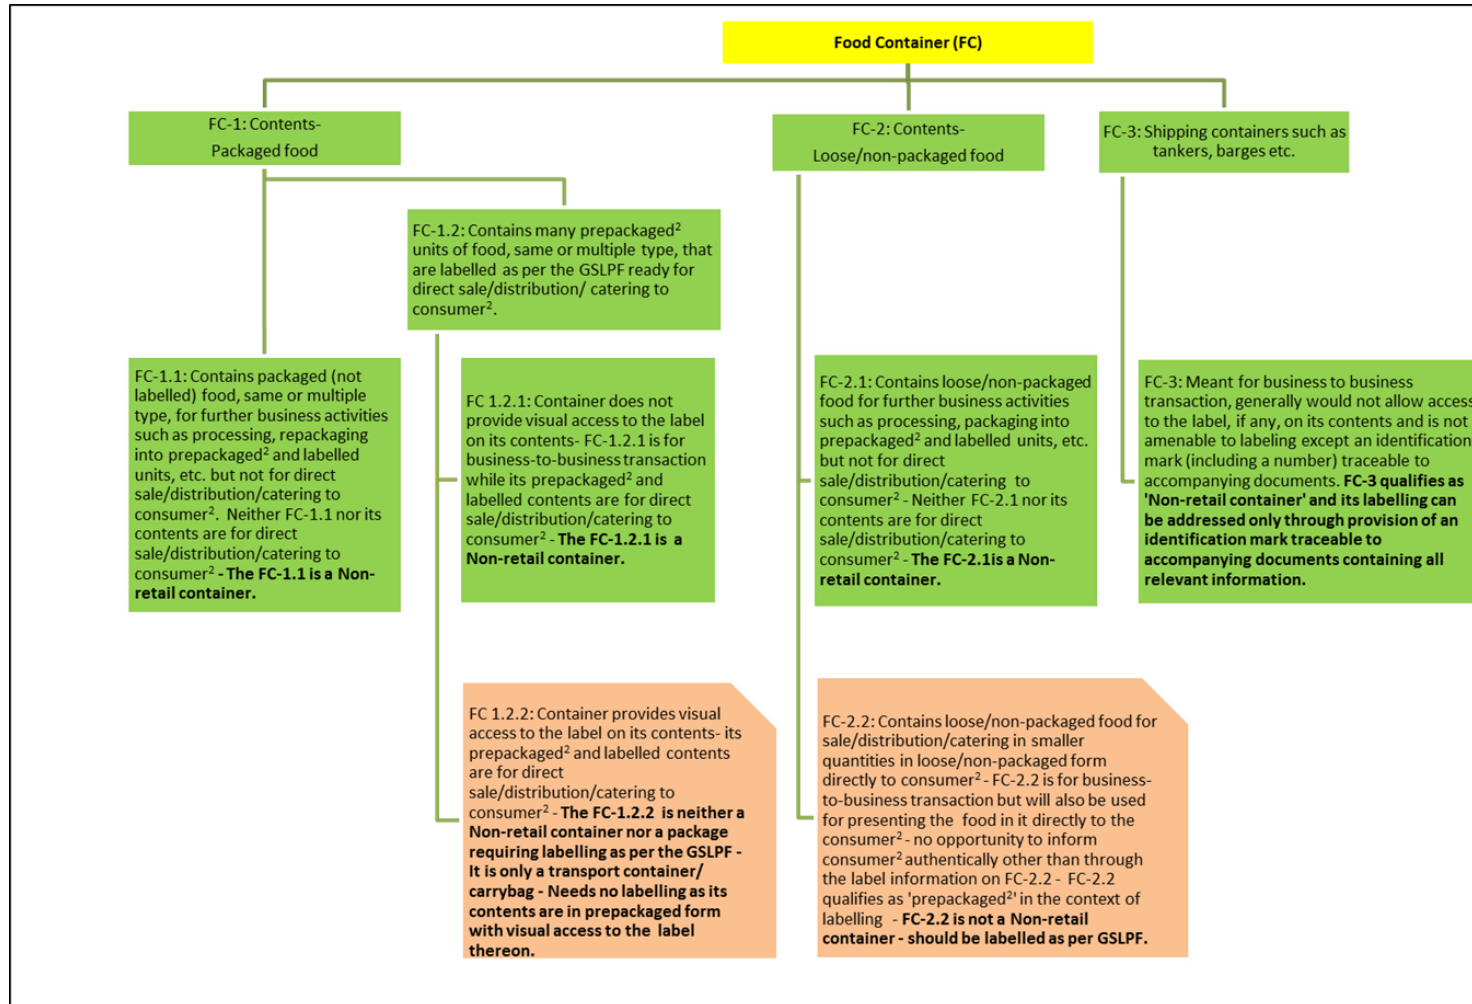 Food Container (FC)
FC-1: Contents-
Packaged food
FC-2: Contents-
Loose/non-packaged food
FC-3: Shipping containers such as
tankers, barges etc.
FC-1.2: Contains many prepackaged²
units of food, same or multiple type, that
are labelled as per the GSLPF ready for
direct sale/distribution/ catering to
consumer².
FC-1.1: Contains packaged (not
labelled) food, same or multiple
type, for further business activities
such as processing, repackaging
into prepackaged² and labelled
units, etc. but not for direct
sale/distribution/catering to
consumer². Neither FC-1.1 nor its
contents are for direct
sale/distribution/catering to
consumer² - The FC-1.1 is a Non-
retail container.
FC 1.2.1: Container does not
provide visual access to the label
on its contents- FC-1.2.1 is for
business-to-business transaction
while its prepackaged² and
labelled contents are for direct
sale/distribution/catering to
consumer² - The FC-1.2.1 is a
Non-retail container.
FC-2.1: Contains loose/non-packaged
food for further business activities
such as processing, packaging into
prepackaged² and labelled units, etc.
but not for direct
sale/distribution/catering to
consumer² - Neither FC-2.1 nor its
contents are for direct
sale/distribution/catering to
consumer² - The FC-2.1is a Non-
retail container.
FC-3: Meant for business to business
transaction, generally would not allow access
to the label, if any, on its contents and is not
amenable to labeling except an identification
mark (including a number) traceable to
accompanying documents. FC-3 qualifies as
'Non-retail container' and its labelling can
be addressed only through provision of an
identification mark traceable to
accompanying documents containing all
relevant information.
FC 1.2.2: Container provides visual
access to the label on its contents- its
prepackaged² and labelled contents
are for direct
sale/distribution/catering to
consumer² - The FC-1.2.2 is neither a
Non-retail container nor a package
requiring labelling as per the GSLPF -
It is only a transport container/
carrybag - Needs no labelling as its
contents are in prepackaged form
with visual access to the label
thereon.
FC-2.2: Contains loose/non-packaged food for
sale/distribution/catering in smaller
quantities in loose/non-packaged form
directly to consumer² - FC-2.2 is for business-
to-business transaction but will also be used
for presenting the food in it directly to the
consumer² - no opportunity to inform
consumer² authentically other than through
the label information on FC-2.2 - FC-2.2
qualifies as 'prepackaged²' in the context of
labelling - FC-2.2 is not a Non-retail
container - should be labelled as per GSLPF.